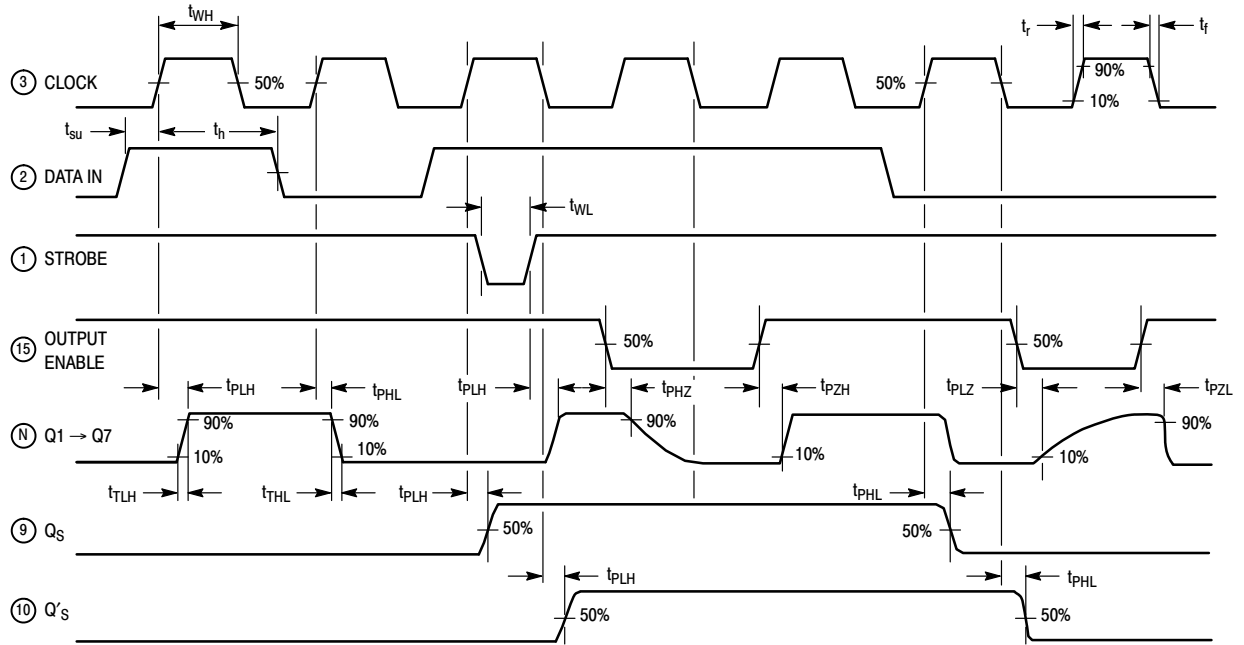 tWH
tr
tf
3 CLOCK
50%
50%
90%
10%
tsu
th
2 DATA IN
tWL
1 STROBE
15 OUTPUT
ENABLE
50%
50%
tPLH
tPHL
tPLH
tPHZ
tPZH
tPLZ
tPZL
N Q1 → Q7
90%
10%
90%
10%
90%
10%
10%
90%
tTLH
tTHL
tPLH
tPHL
9 QS
50%
50%
tPLH
tPHL
10 Q′S
50%
50%